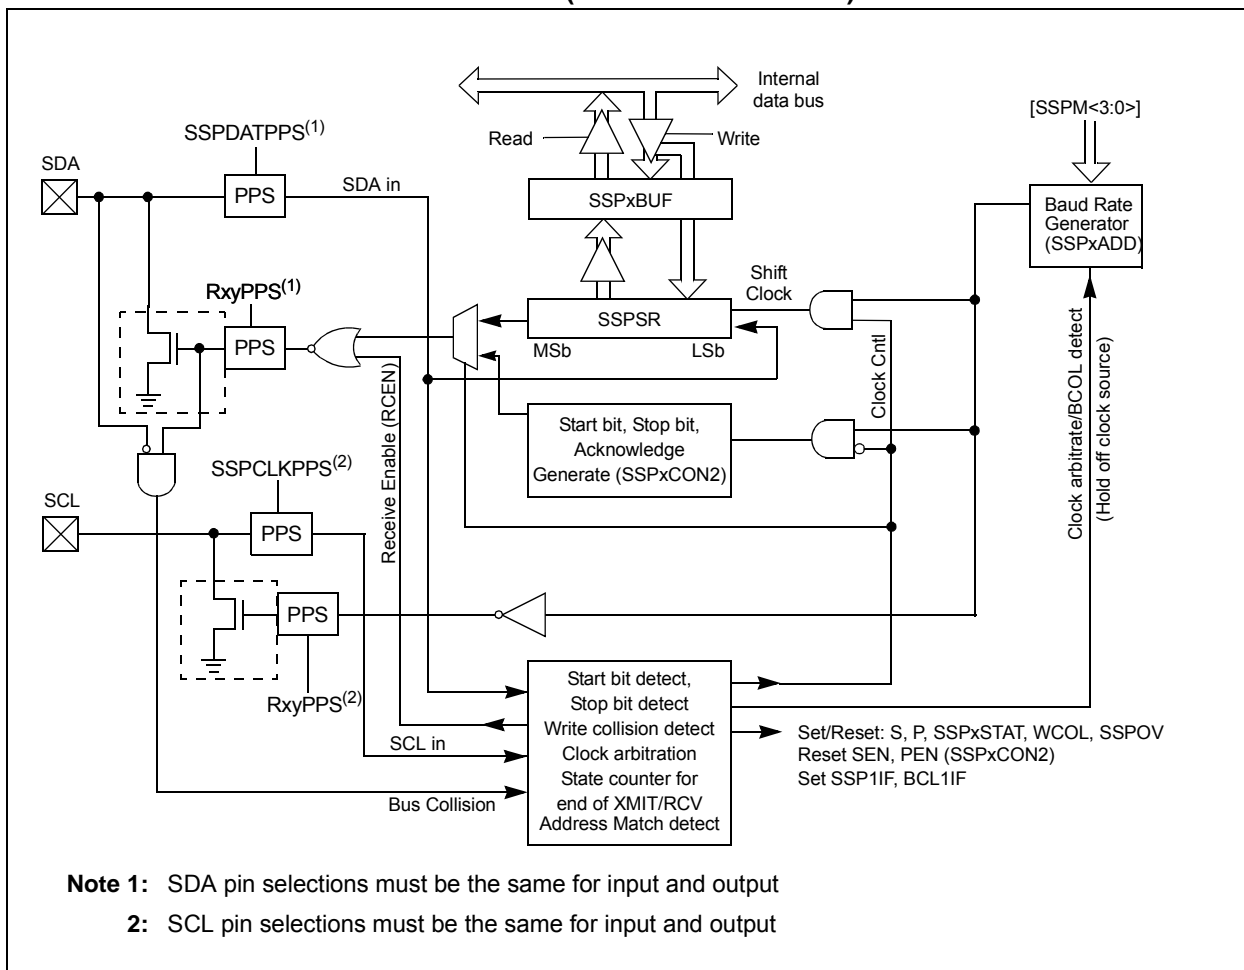 Internal
data bus
[SSPM<3:0>]
SSPDATPPS(1)
Read
Write
SDA
PPS
SDA in
SSPxBUF
Baud Rate
Generator
(SSPxADD)
Shift
Clock
RxyPPS(1)
PPS
SSPSR
MSb
LSb
Receive Enable (RCEN)
Clock Cntl
Clock arbitrate/BCOL detect
(Hold off clock source)
Start bit, Stop bit,
Acknowledge
Generate (SSPxCON2)
SSPCLKPPS(2)
SCL
PPS
PPS
RxyPPS(2)
SCL in
Bus Collision
Start bit detect,
Stop bit detect
Write collision detect
Clock arbitration
State counter for
end of XMIT/RCV
Address Match detect
Set/Reset: S, P, SSPxSTAT, WCOL, SSPOV
Reset SEN, PEN (SSPxCON2)
Set SSP1IF, BCL1IF
Note 1: SDA pin selections must be the same for input and output
2: SCL pin selections must be the same for input and output